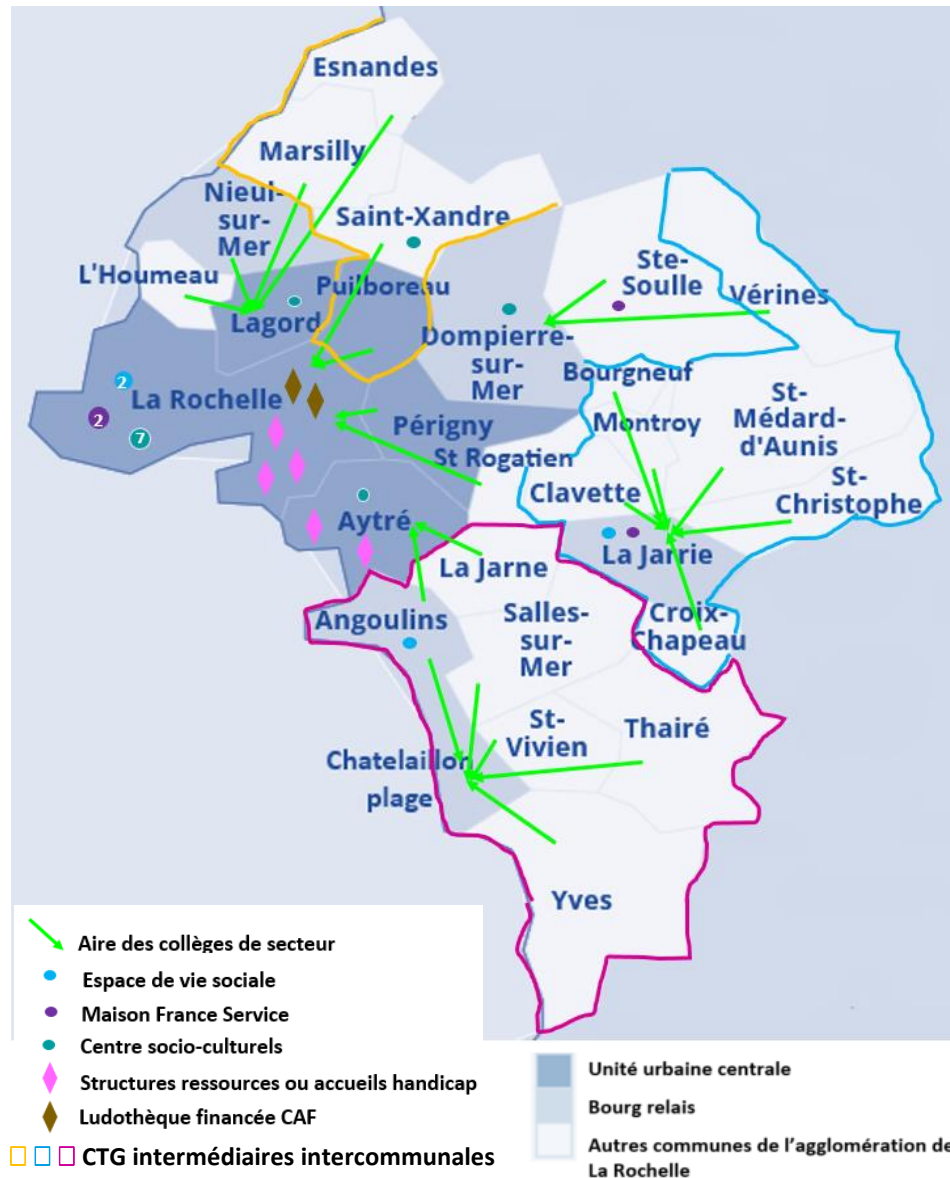 Esnandes
Marsilly
Nieul-
sur-
Mer
Saint-Xandre
L'Houmeau
Puilboreau
Lagord
Ste-
Soulle
Vérines
Dompierre-
sur-
Mer
Bourgneuf
2
La Rochelle
2
7
Périgny
Montroy
St-
Médard-
d'Aunis
St Rogatien
Clavette
St-
Christophe
Aytré
La Jarne
La Jarrie
Angoulins
Salles-
sur-
Mer
Croix-
Chapeau
St-
Vivien
Thairé
Chatelaillon
plage
Yves
Aire des collèges de secteur
Espace de vie sociale
Maison France Service
Centre socio-culturels
Structures ressources ou accueils handicap
Ludothèque financée CAF
CTG intermédiaires intercommunales
Unité urbaine centrale
Bourg relais
Autres communes de l'agglomération de
La Rochelle